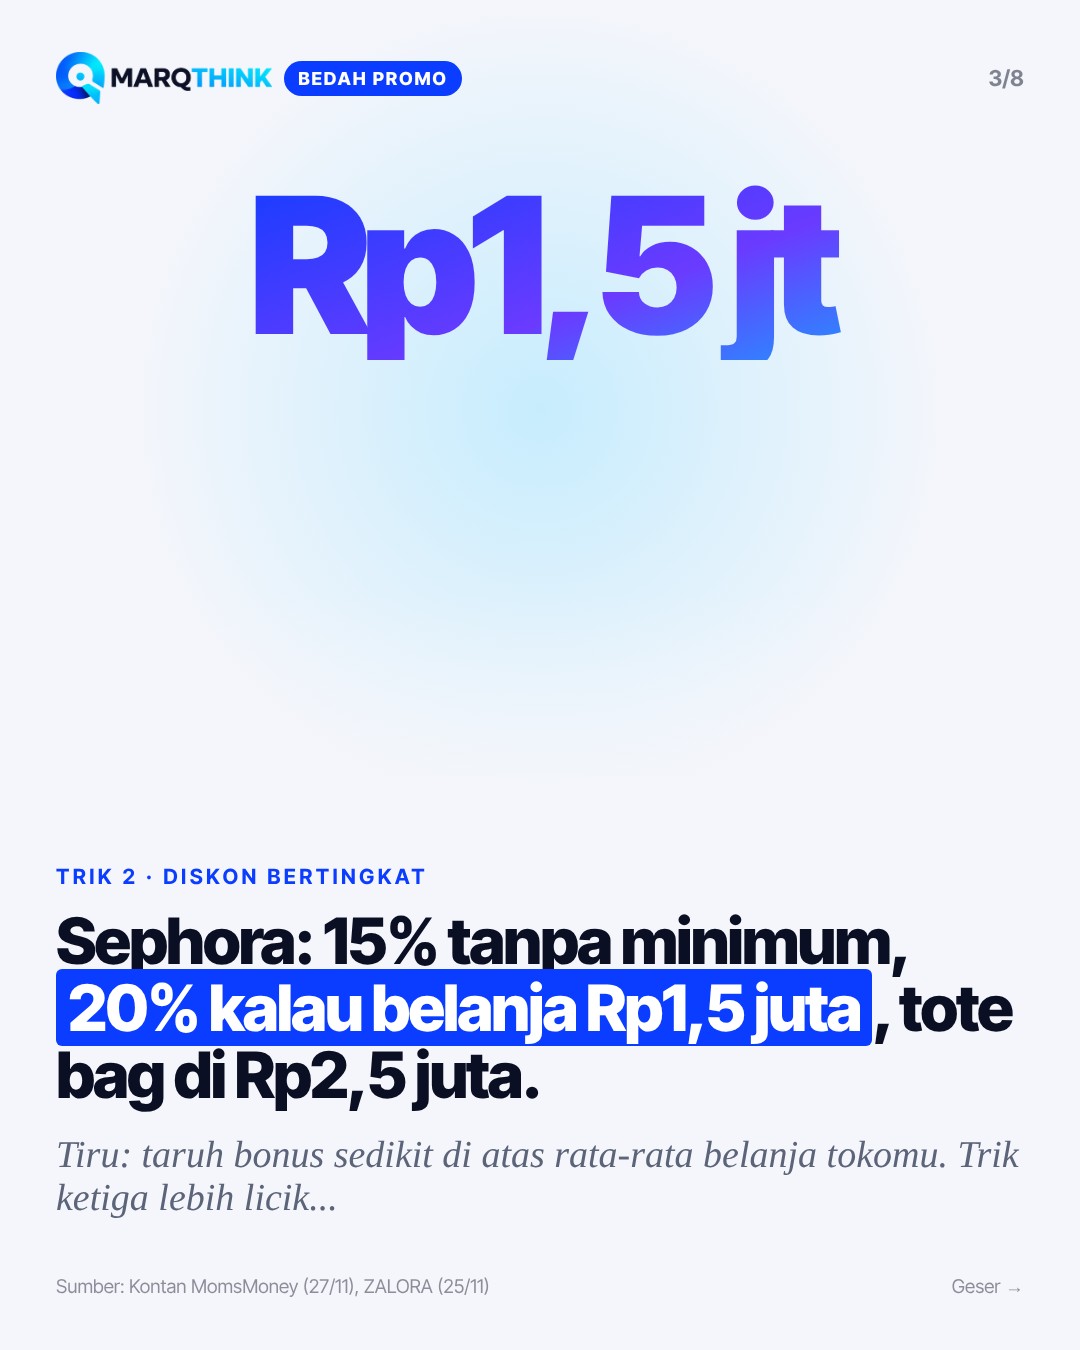 MARQTHINK BEDAH PROMO 3/8
Rp1,5 jt
TRIK 2 · DISKON BERTINGKAT
Sephora: 15% tanpa minimum,
20% kalau belanja Rp1,5 juta, tote
bag di Rp2,5 juta.
Tiru: taruh bonus sedikit di atas rata-rata belanja tokomu. Trik
ketiga lebih licik...
Sumber: Kontan MomsMoney (27/11), ZALORA (25/11) Geser →